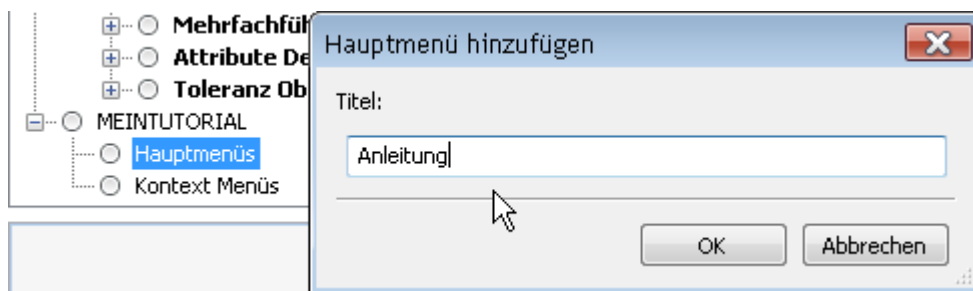 Mehrfachfüh
Attribute De
Toleranz Ob
MEINTUTORIAL
Hauptmenüs
Kontext Menüs
Hauptmenü hinzufügen
Titel:
Anleitung
OK
Abbrechen